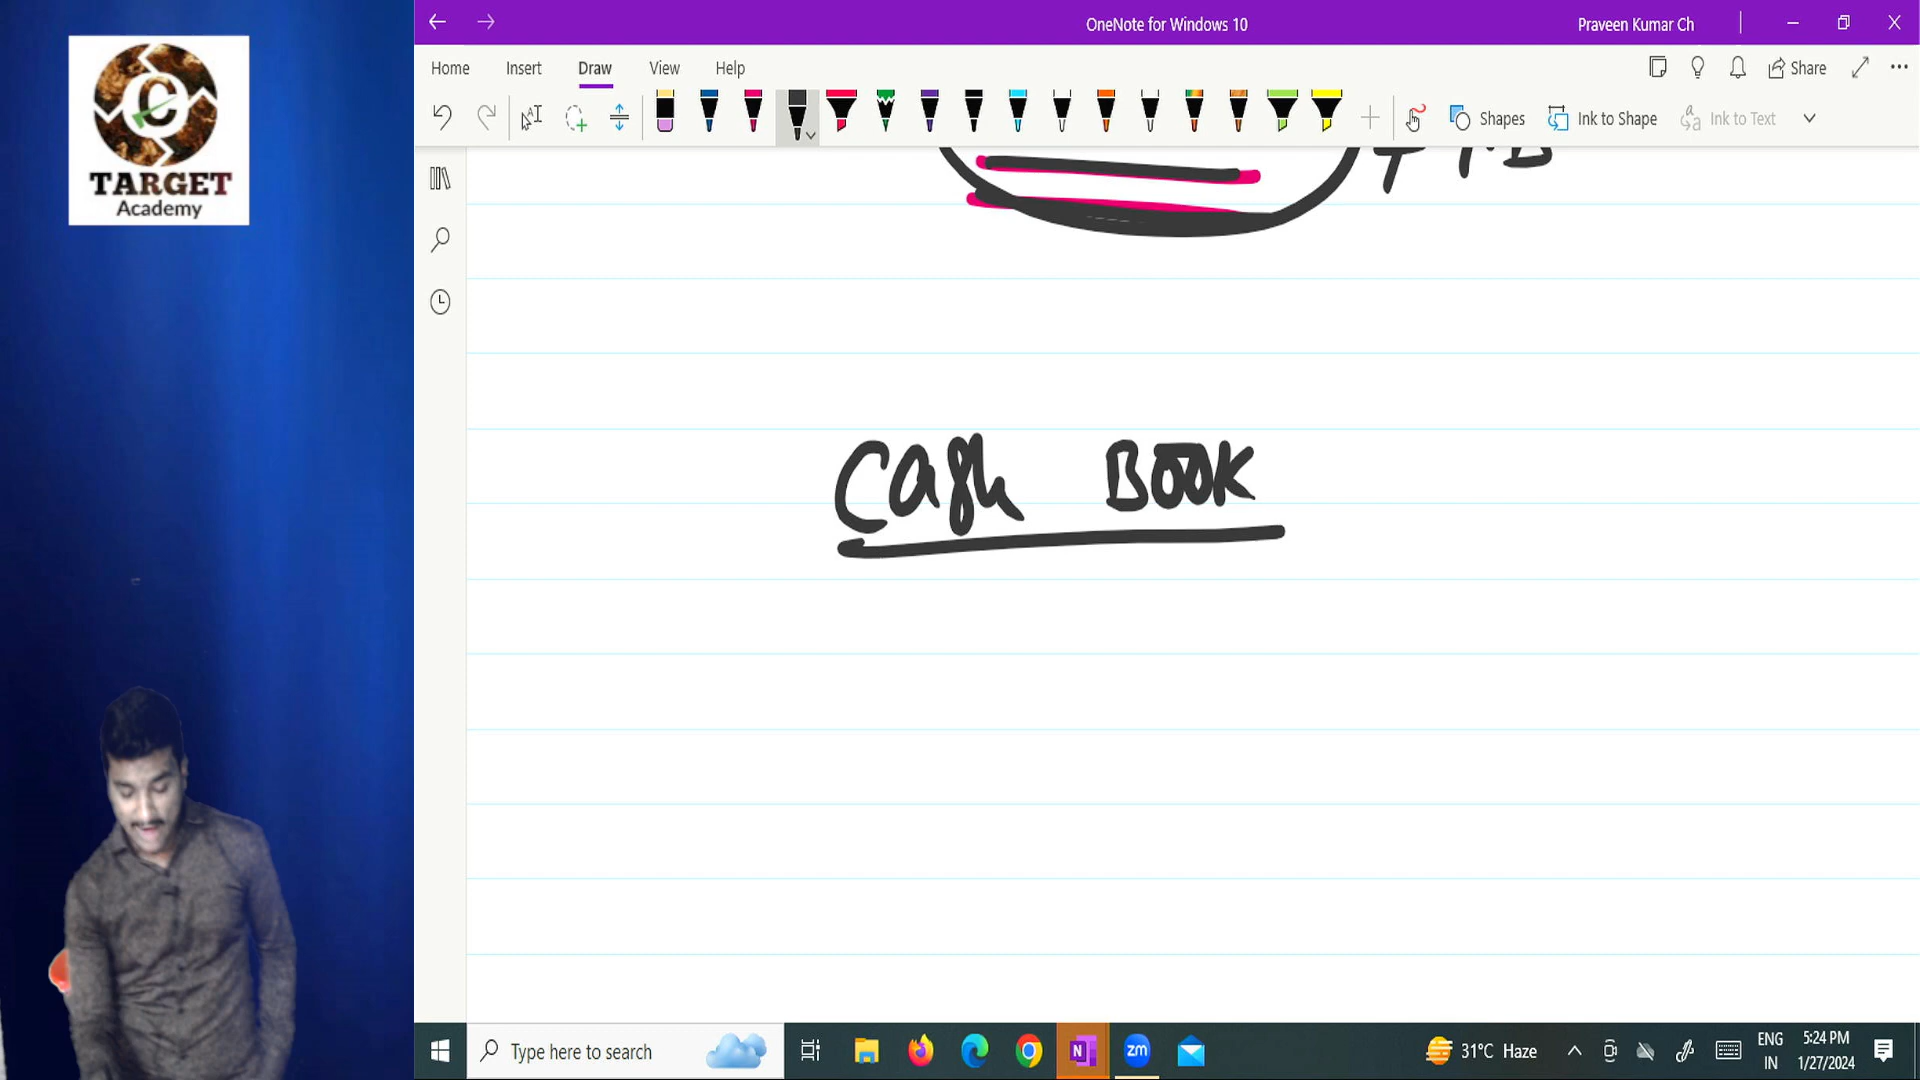 C
TARGET
Academy
OneNote for Windows 10
Praveen Kumar Ch
Home Insert Draw View Help
Share
Shapes Ink to Shape Ink to Text
Cash BOOK
Type here to search
N
zm
31°C Haze
ENG
IN
5:24 PM
1/27/2024